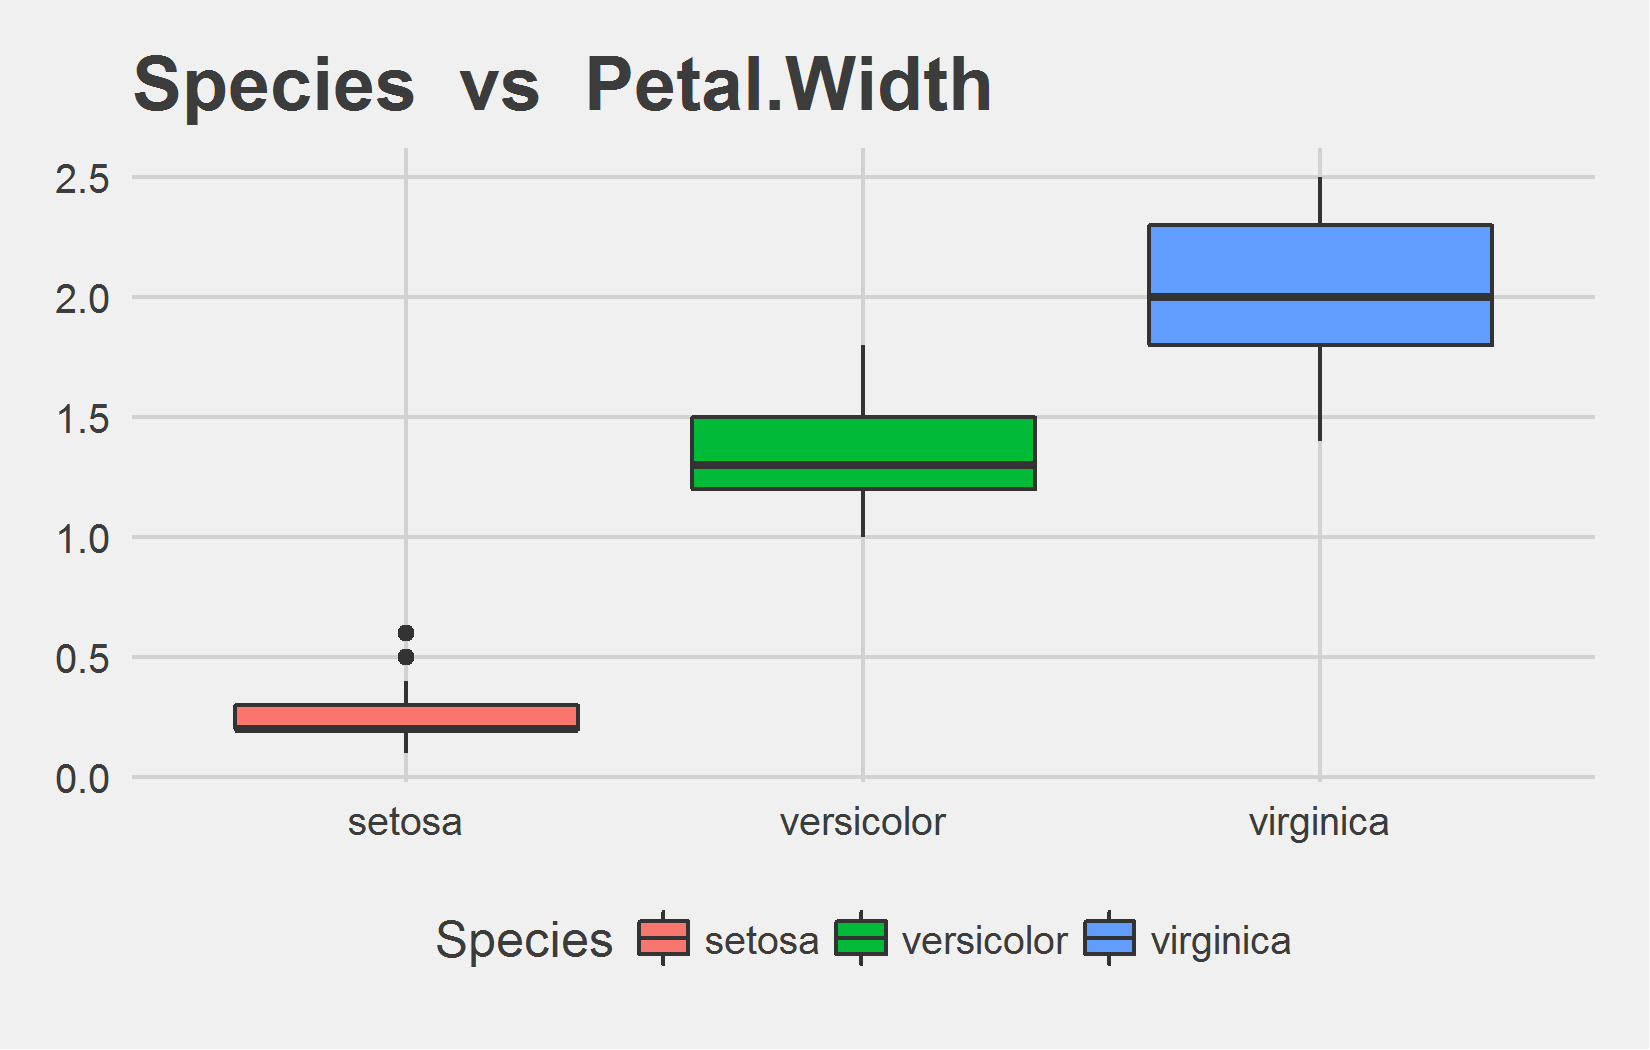 Species vs Petal.Width
2.5
2.0
1.5
1.0
0.5
0.0
setosa versicolor virginica
Species setosa versicolor virginica